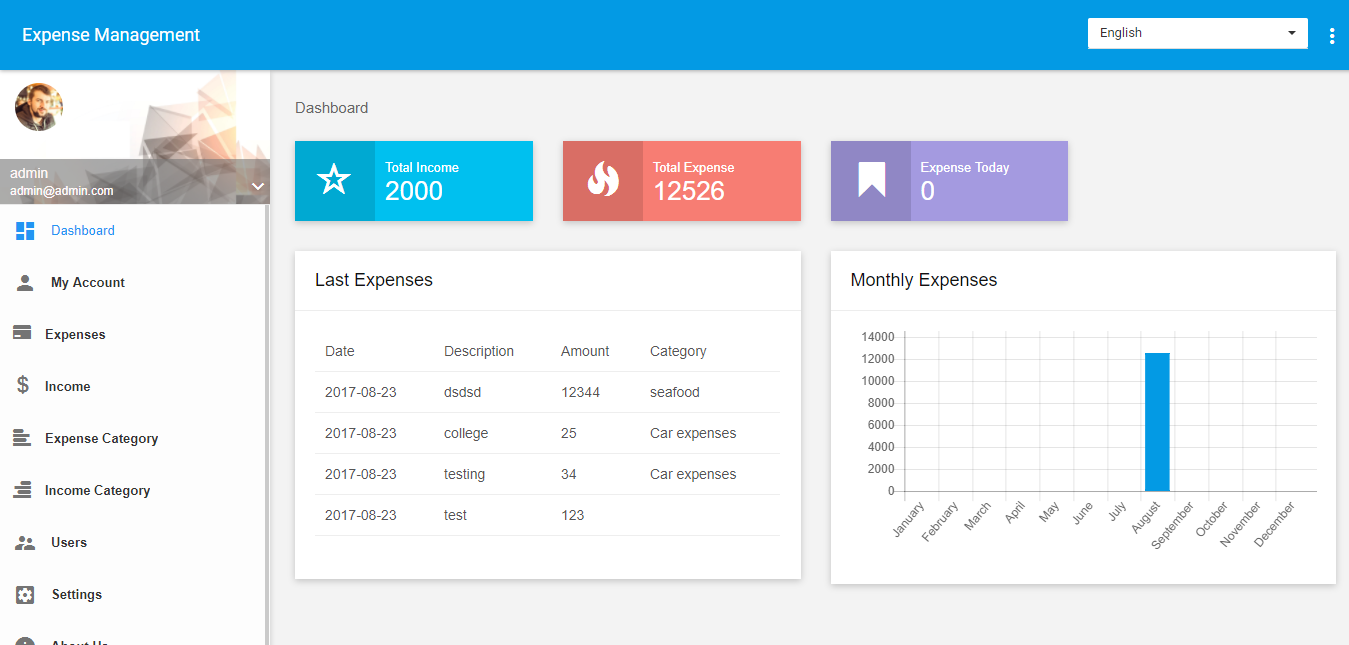 Expense Management
English
admin
admin@admin.com
Dashboard
My Account
Expenses
Income
Expense Category
Income Category
Users
Settings
About Us
Dashboard
Total Income
2000
Total Expense
12526
Expense Today
0
Last Expenses
Date Description Amount Category
2017-08-23 dsdsd 12344 seafood
2017-08-23 college 25 Car expenses
2017-08-23 testing 34 Car expenses
2017-08-23 test 123
Monthly Expenses
14000
12000
10000
8000
6000
4000
2000
0
January February March April May June July August September October November December